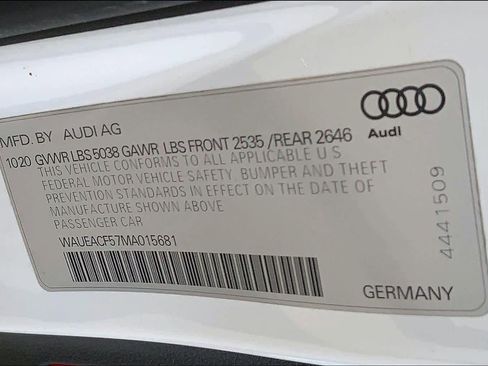 MFD. BY AUDI AG
10 20 GVWR LBS 5038 GAWR LBS FRONT 2535 /REAR 2646
THIS VEHICLE CONFORMS TO ALL APPLICABLE U S
FEDERAL MOTOR VEHICLE SAFETY BUMPER AND THEFT
PREVENTION STANDARDS IN EFFECT ON THE DATE OF
MANUFACTURE SHOWN ABOVE
PASSENGER CAR
WAUEACF57MA015681
Audi
4441509
GERMANY